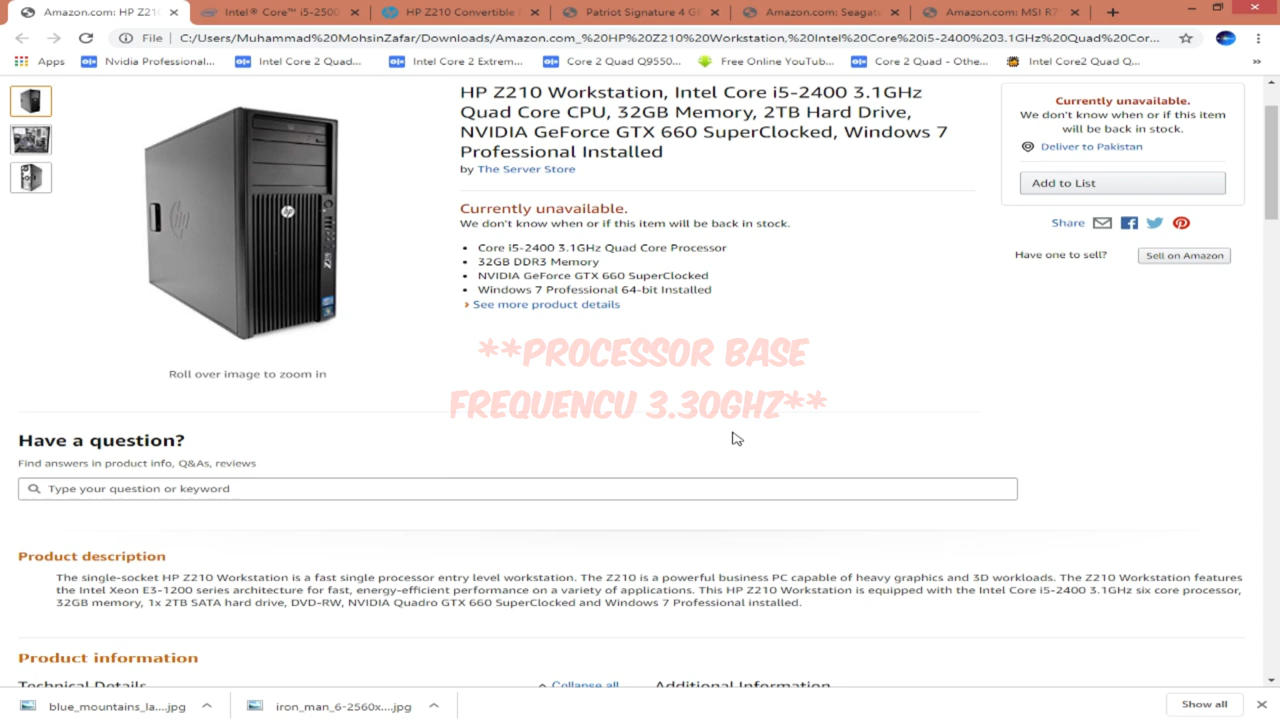 Amazon.com: HP Z210
Intel® Core™ i5-2500
HP Z210 Convertible
Patriot Signature 4 G
Amazon.com: Seagate
Amazon.com: MSI R7
File
C:/Users/Muhammad%20MohsinZafar/Downloads/Amazon.com_%20HP%20Z210%20Workstation,%20Intel%20Core%20i5-2400%203.1GHz%20Quad%20Cor...
Apps
Nvidia Professional...
Intel Core 2 Quad...
Intel Core 2 Extrem...
Core 2 Quad Q9550...
Free Online YouTub...
Core 2 Quad - Othe...
Intel Core2 Quad Q...
HP Z210 Workstation, Intel Core i5-2400 3.1GHz
Quad Core CPU, 32GB Memory, 2TB Hard Drive,
NVIDIA GeForce GTX 660 SuperClocked, Windows 7
Professional Installed
by The Server Store
Currently unavailable.
We don't know when or if this item will be back in stock.
• Core i5-2400 3.1GHz Quad Core Processor
• 32GB DDR3 Memory
• NVIDIA GeForce GTX 660 SuperClocked
• Windows 7 Professional 64-bit Installed
› See more product details
hp
Roll over image to zoom in
Currently unavailable.
We don't know when or if this item
will be back in stock.
Deliver to Pakistan
Add to List
Share
Have one to sell?
Sell on Amazon
**PROCESSOR BASE
FREQUENCU 3.30GHZ**
Have a question?
Find answers in product info, Q&As, reviews
Type your question or keyword
Product description
The single-socket HP Z210 Workstation is a fast single processor entry level workstation. The Z210 is a powerful business PC capable of heavy graphics and 3D workloads. The Z210 Workstation features
the Intel Xeon E3-1200 series architecture for fast, energy-efficient performance on a variety of applications. This HP Z210 Workstation is equipped with the Intel Core i5-2400 3.1GHz six core processor,
32GB memory, 1x 2TB SATA hard drive, DVD-RW, NVIDIA Quadro GTX 660 SuperClocked and Windows 7 Professional installed.
Product information
Technical Details
Collapse all
Additional Information
blue_mountains_la....jpg
iron_man_6-2560x....jpg
Show all